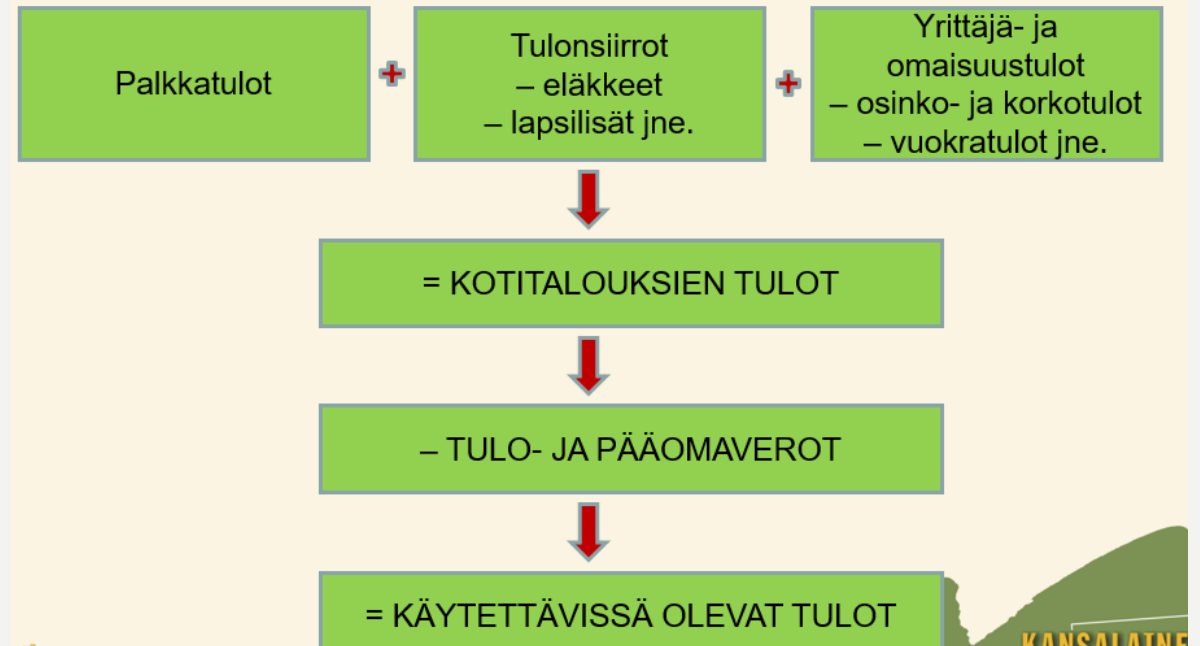 Palkkatulot
Tulonsiirrot
– eläkkeet
– lapsilisät jne.
Yrittäjä- ja
omaisuustulot
– osinko- ja korkotulot
– vuokratulot jne.
= KOTITALOUKSIEN TULOT
– TULO- JA PÄÄOMAVEROT
= KÄYTETTÄVISSÄ OLEVAT TULOT